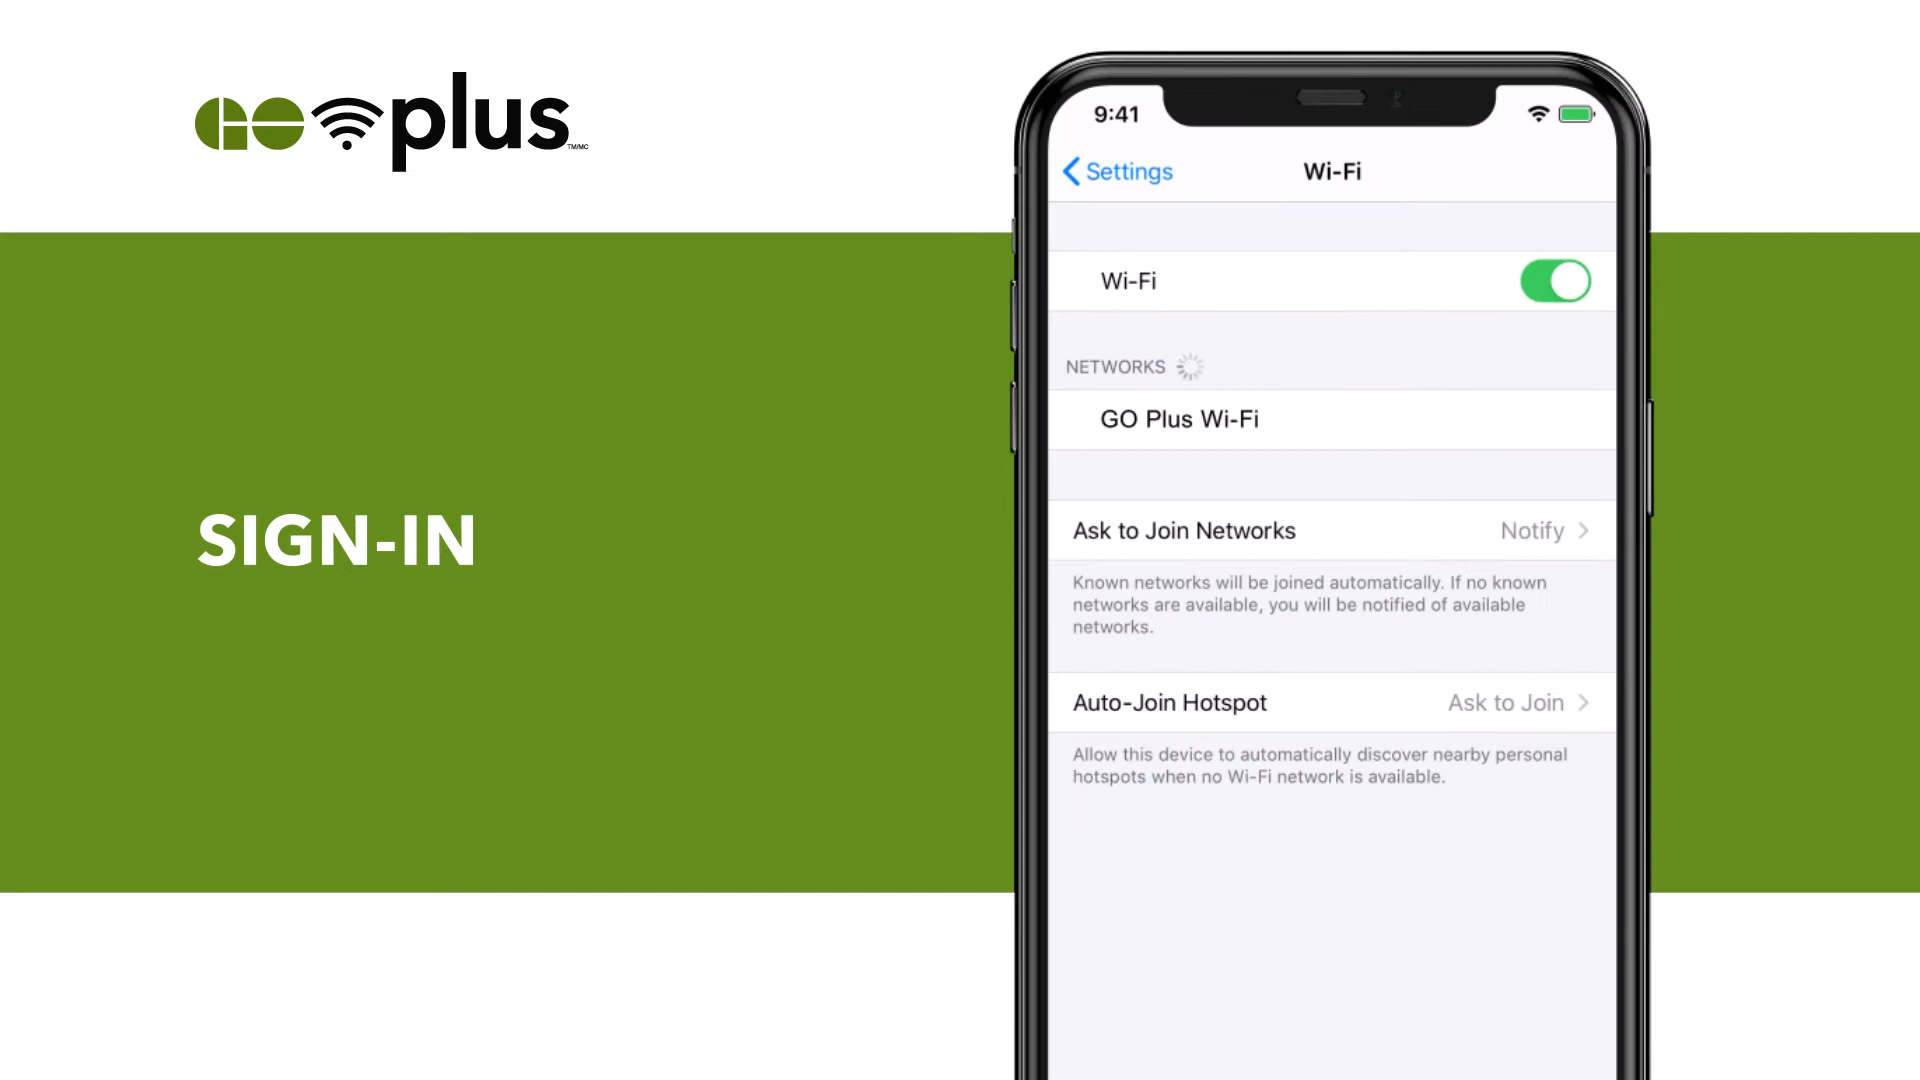 GO plus TM/MC
SIGN-IN
9:41
Settings
Wi-Fi
Wi-Fi
NETWORKS
GO Plus Wi-Fi
Ask to Join Networks Notify
Known networks will be joined automatically. If no known
networks are available, you will be notified of available
networks.
Auto-Join Hotspot Ask to Join
Allow this device to automatically discover nearby personal
hotspots when no Wi-Fi network is available.